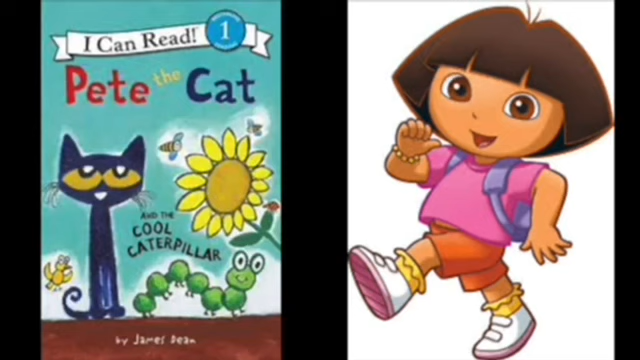 I Can Read!
1
Pete the Cat
AND THE
COOL
CATERPILLAR
by James Dean